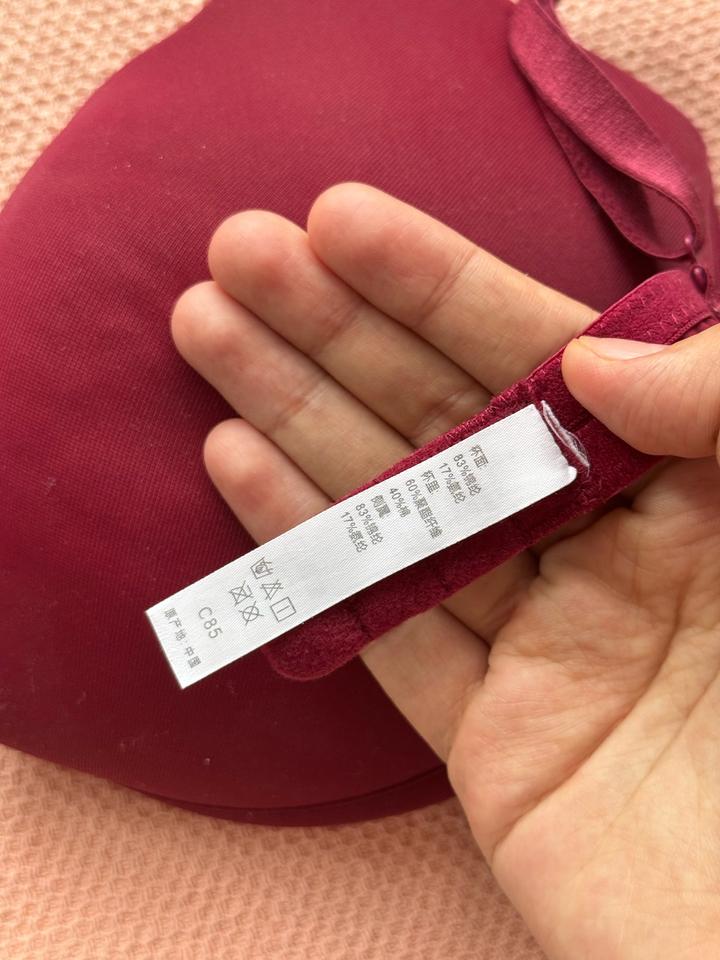 杯面:
83%锦纶
17%氨纶
杯里:
60%聚酯纤维
40%棉
侧翼:
83%锦纶
17%氨纶
C85
原产地:中国